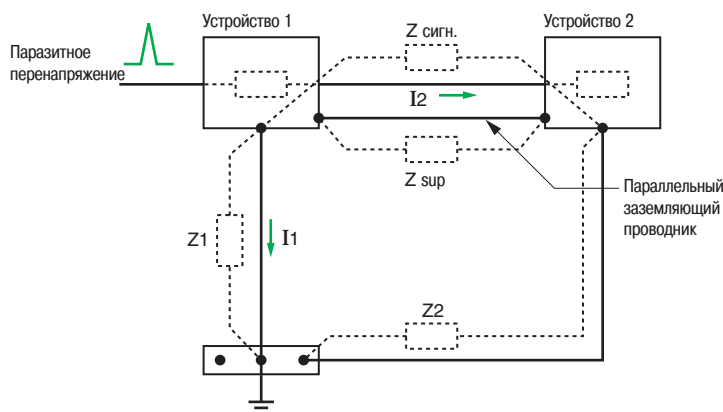 Устройство 1
Z сигн.
Устройство 2
Паразитное
перенапряжение
I2
Z sup
Параллельный
заземляющий
проводник
Z1
I1
Z2